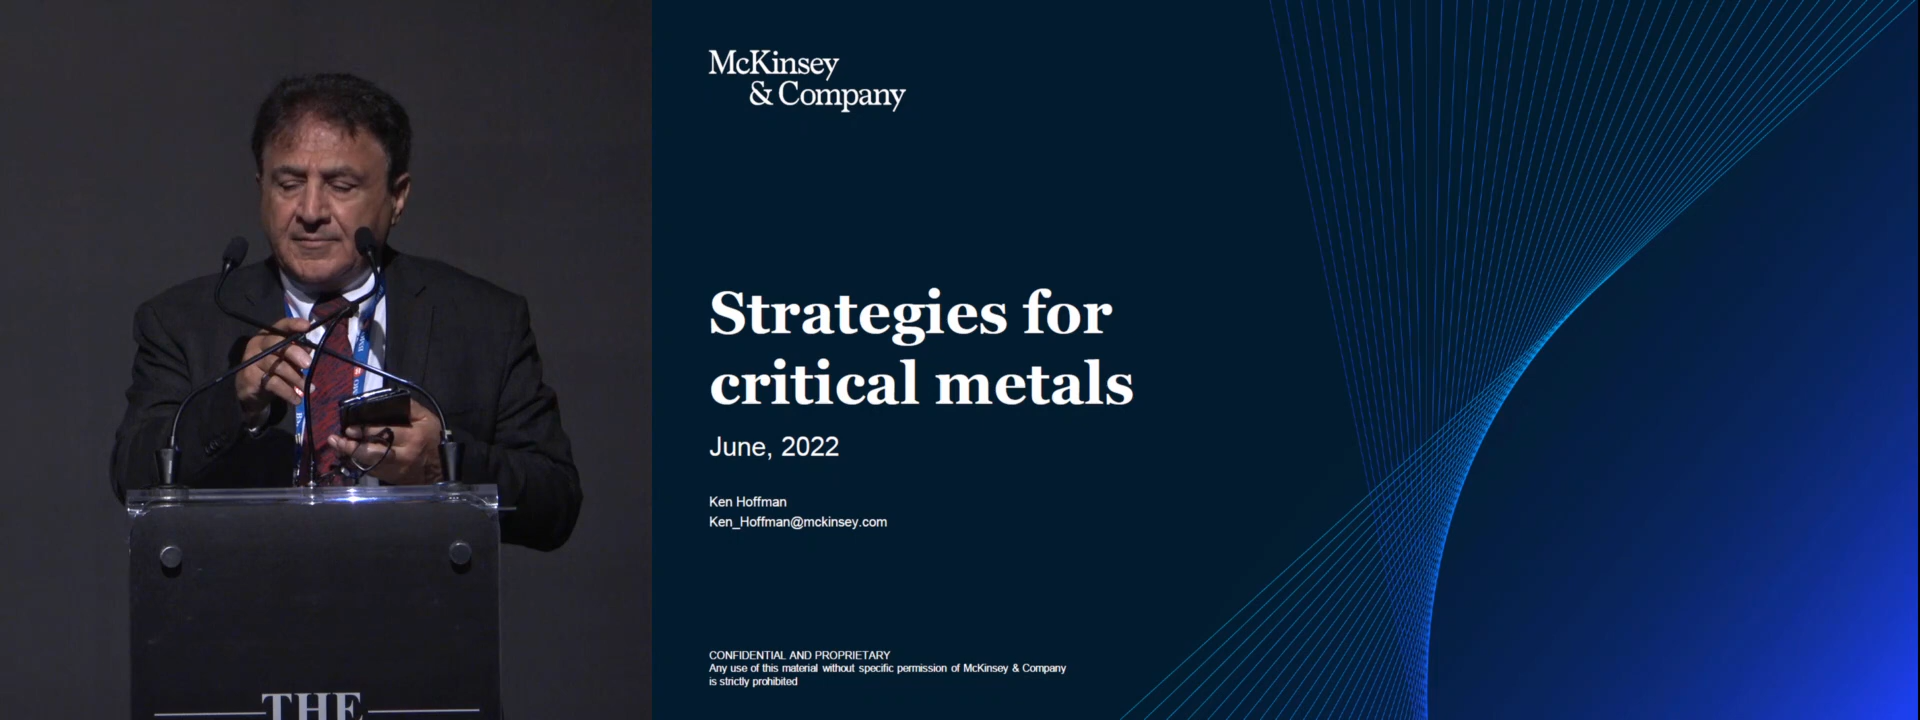 McKinsey
& Company
Strategies for
critical metals
June, 2022
Ken Hoffman
Ken_Hoffman@mckinsey.com
CONFIDENTIAL AND PROPRIETARY
Any use of this material without specific permission of McKinsey & Company
is strictly prohibited
THE